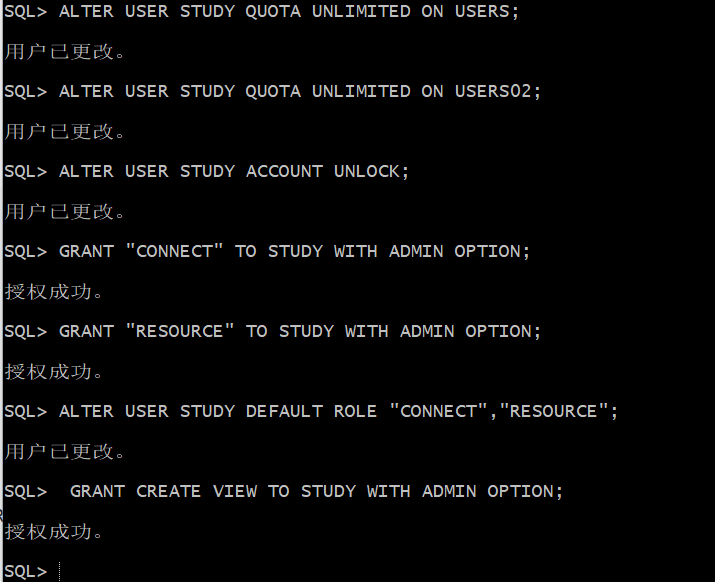 SQL> ALTER USER STUDY QUOTA UNLIMITED ON USERS;
用户已更改。
SQL> ALTER USER STUDY QUOTA UNLIMITED ON USERS02;
用户已更改。
SQL> ALTER USER STUDY ACCOUNT UNLOCK;
用户已更改。
SQL> GRANT "CONNECT" TO STUDY WITH ADMIN OPTION;
授权成功。
SQL> GRANT "RESOURCE" TO STUDY WITH ADMIN OPTION;
授权成功。
SQL> ALTER USER STUDY DEFAULT ROLE "CONNECT","RESOURCE";
用户已更改。
SQL>  GRANT CREATE VIEW TO STUDY WITH ADMIN OPTION;
授权成功。
SQL>